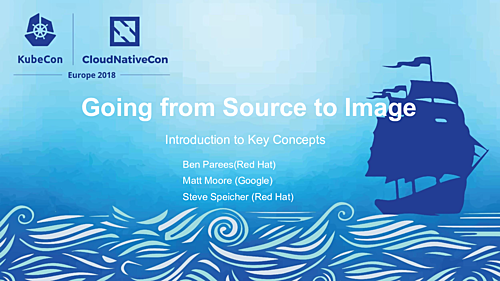 KubeCon
CloudNativeCon
Europe 2018
Going from Source to Image
Introduction to Key Concepts
Ben Parees(Red Hat)
Matt Moore (Google)
Steve Speicher (Red Hat)